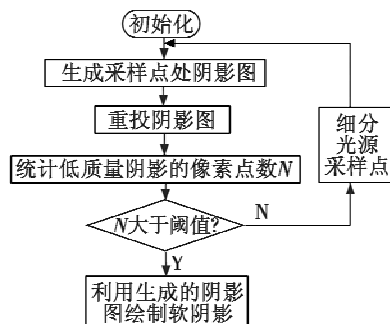 初始化
生成采样点处阴影图
重投阴影图
统计低质量阴影的像素点数N
N大于阈值?
N
Y
细分
光源
采样点
利用生成的阴影
图绘制软阴影